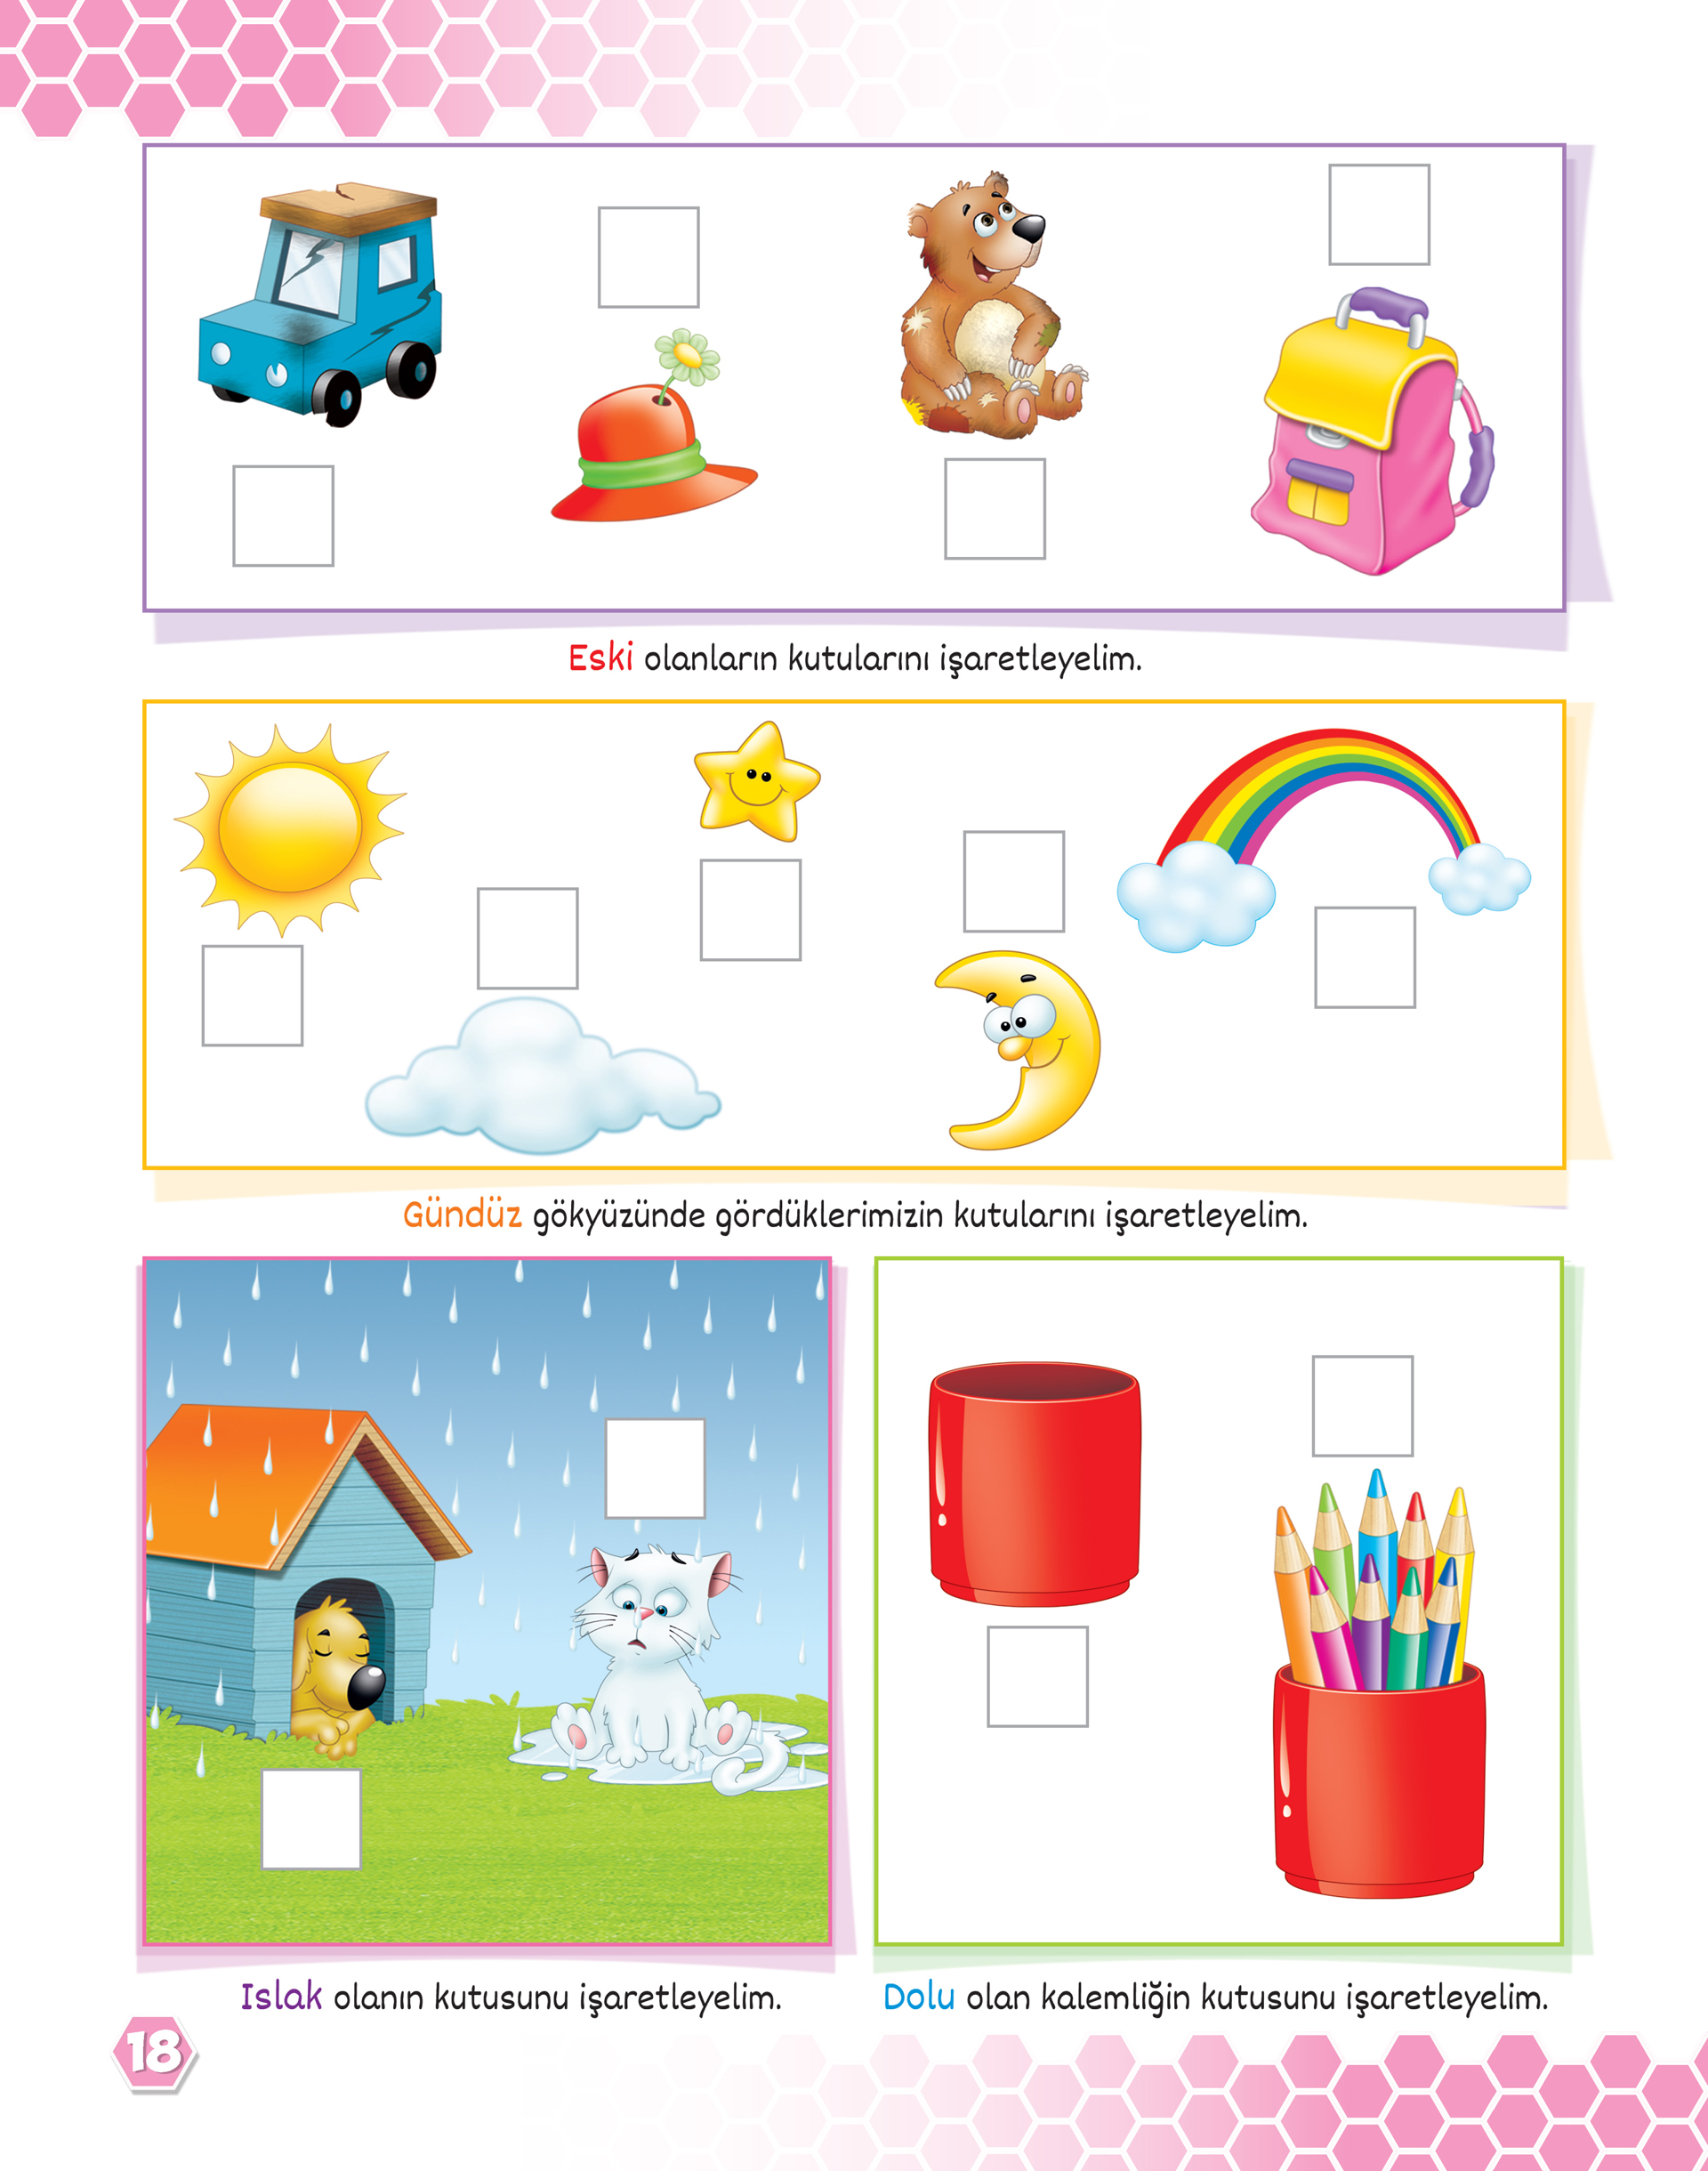 Eski olanların kutularını işaretleyelim.
Gündüz gökyüzünde gördüklerimizin kutularını işaretleyelim.
Islak olanın kutusunu işaretleyelim.
Dolu olan kalemliğin kutusunu işaretleyelim.
18